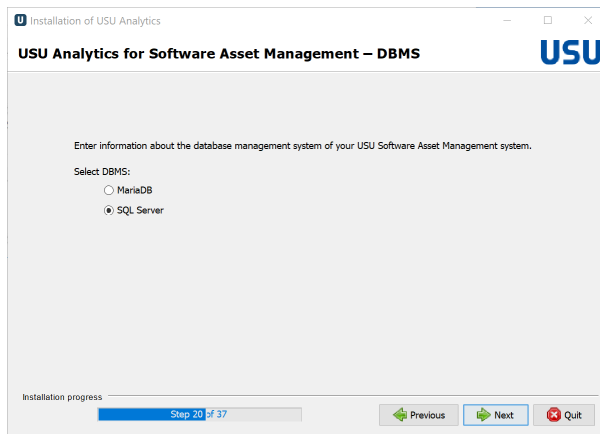 U Installation of USU Analytics
USU Analytics for Software Asset Management – DBMS
USU
Enter information about the database management system of your USU Software Asset Management system.
Select DBMS:
MariaDB
SQL Server
Installation progress
Step 20 of 37
Previous
Next
Quit